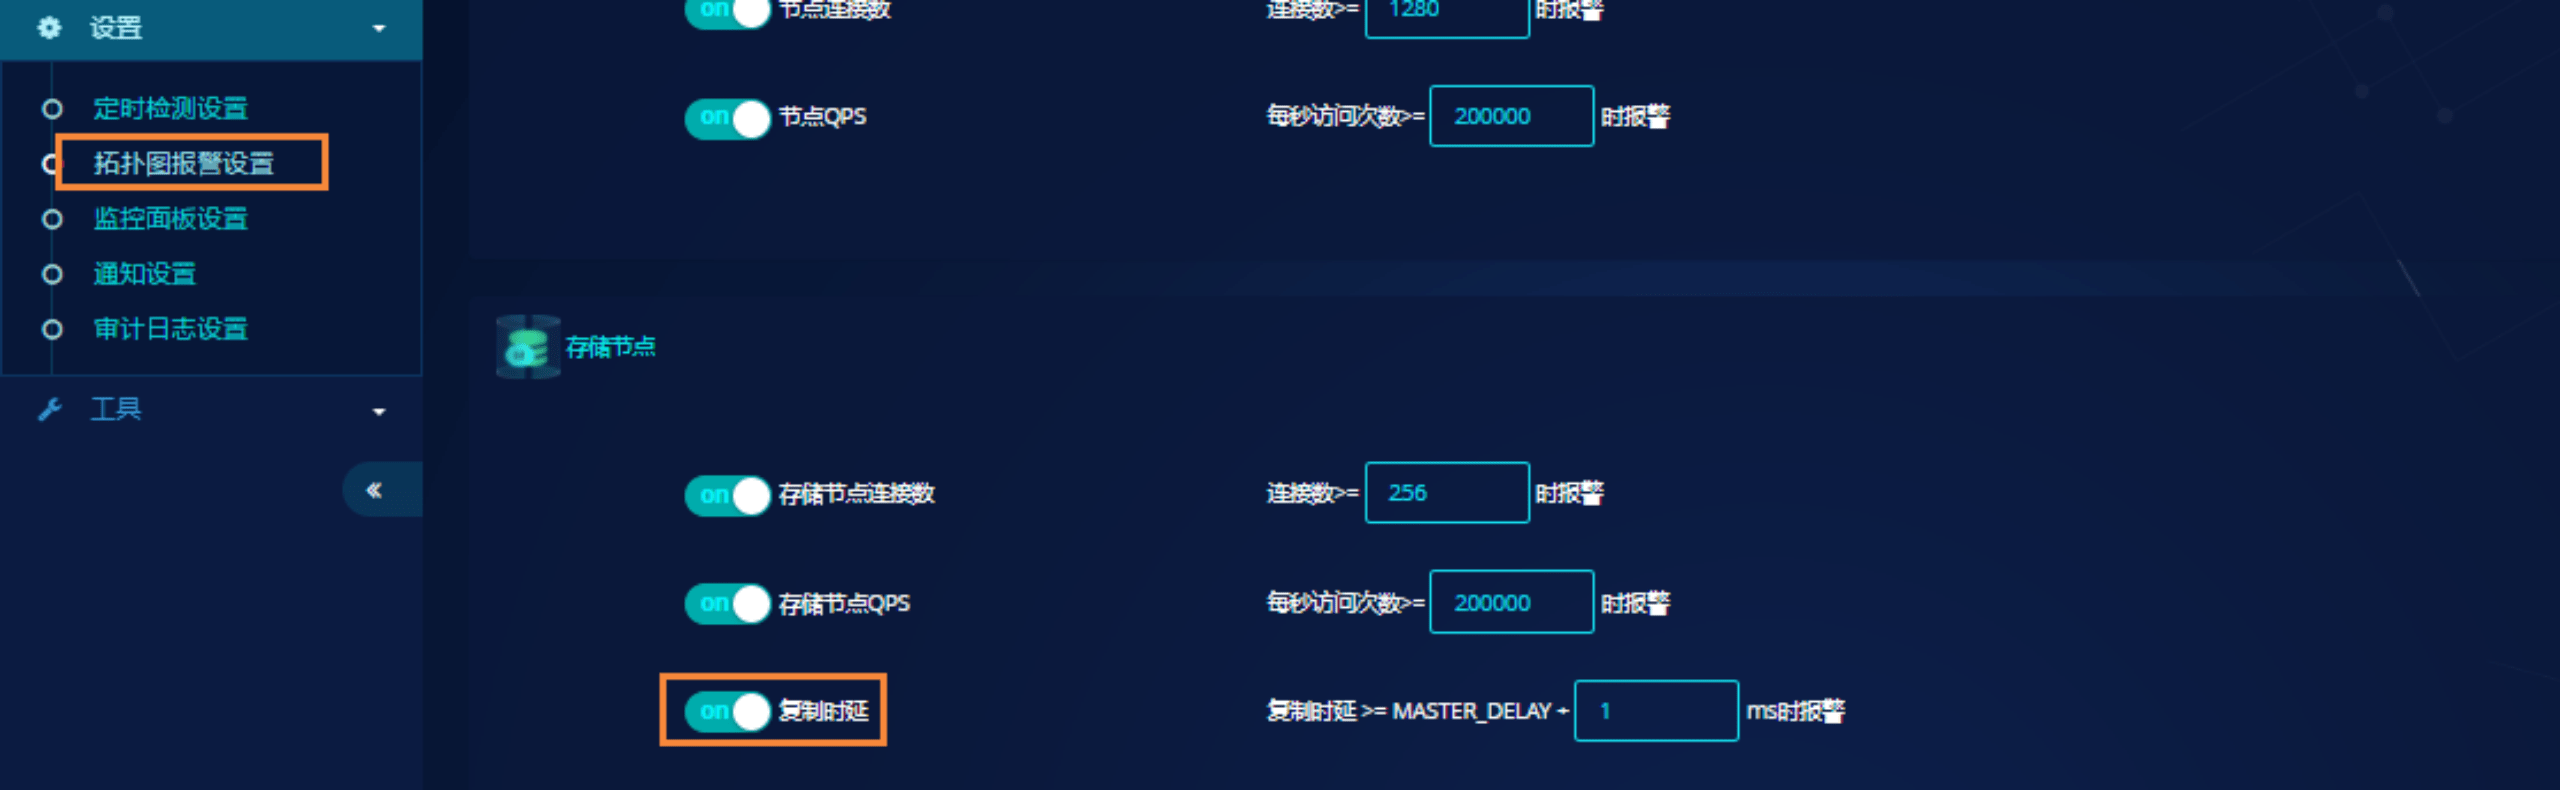 设置
定时检测设置
拓扑图报警设置
监控面板设置
通知设置
审计日志设置
工具
«
on 节点连接数 连接数>= 1280 时报警
on 节点QPS 每秒访问次数>= 200000 时报警
存储节点
on 存储节点连接数 连接数>= 256 时报警
on 存储节点QPS 每秒访问次数>= 200000 时报警
on 复制时延 复制时延 >= MASTER_DELAY + 1 ms时报警